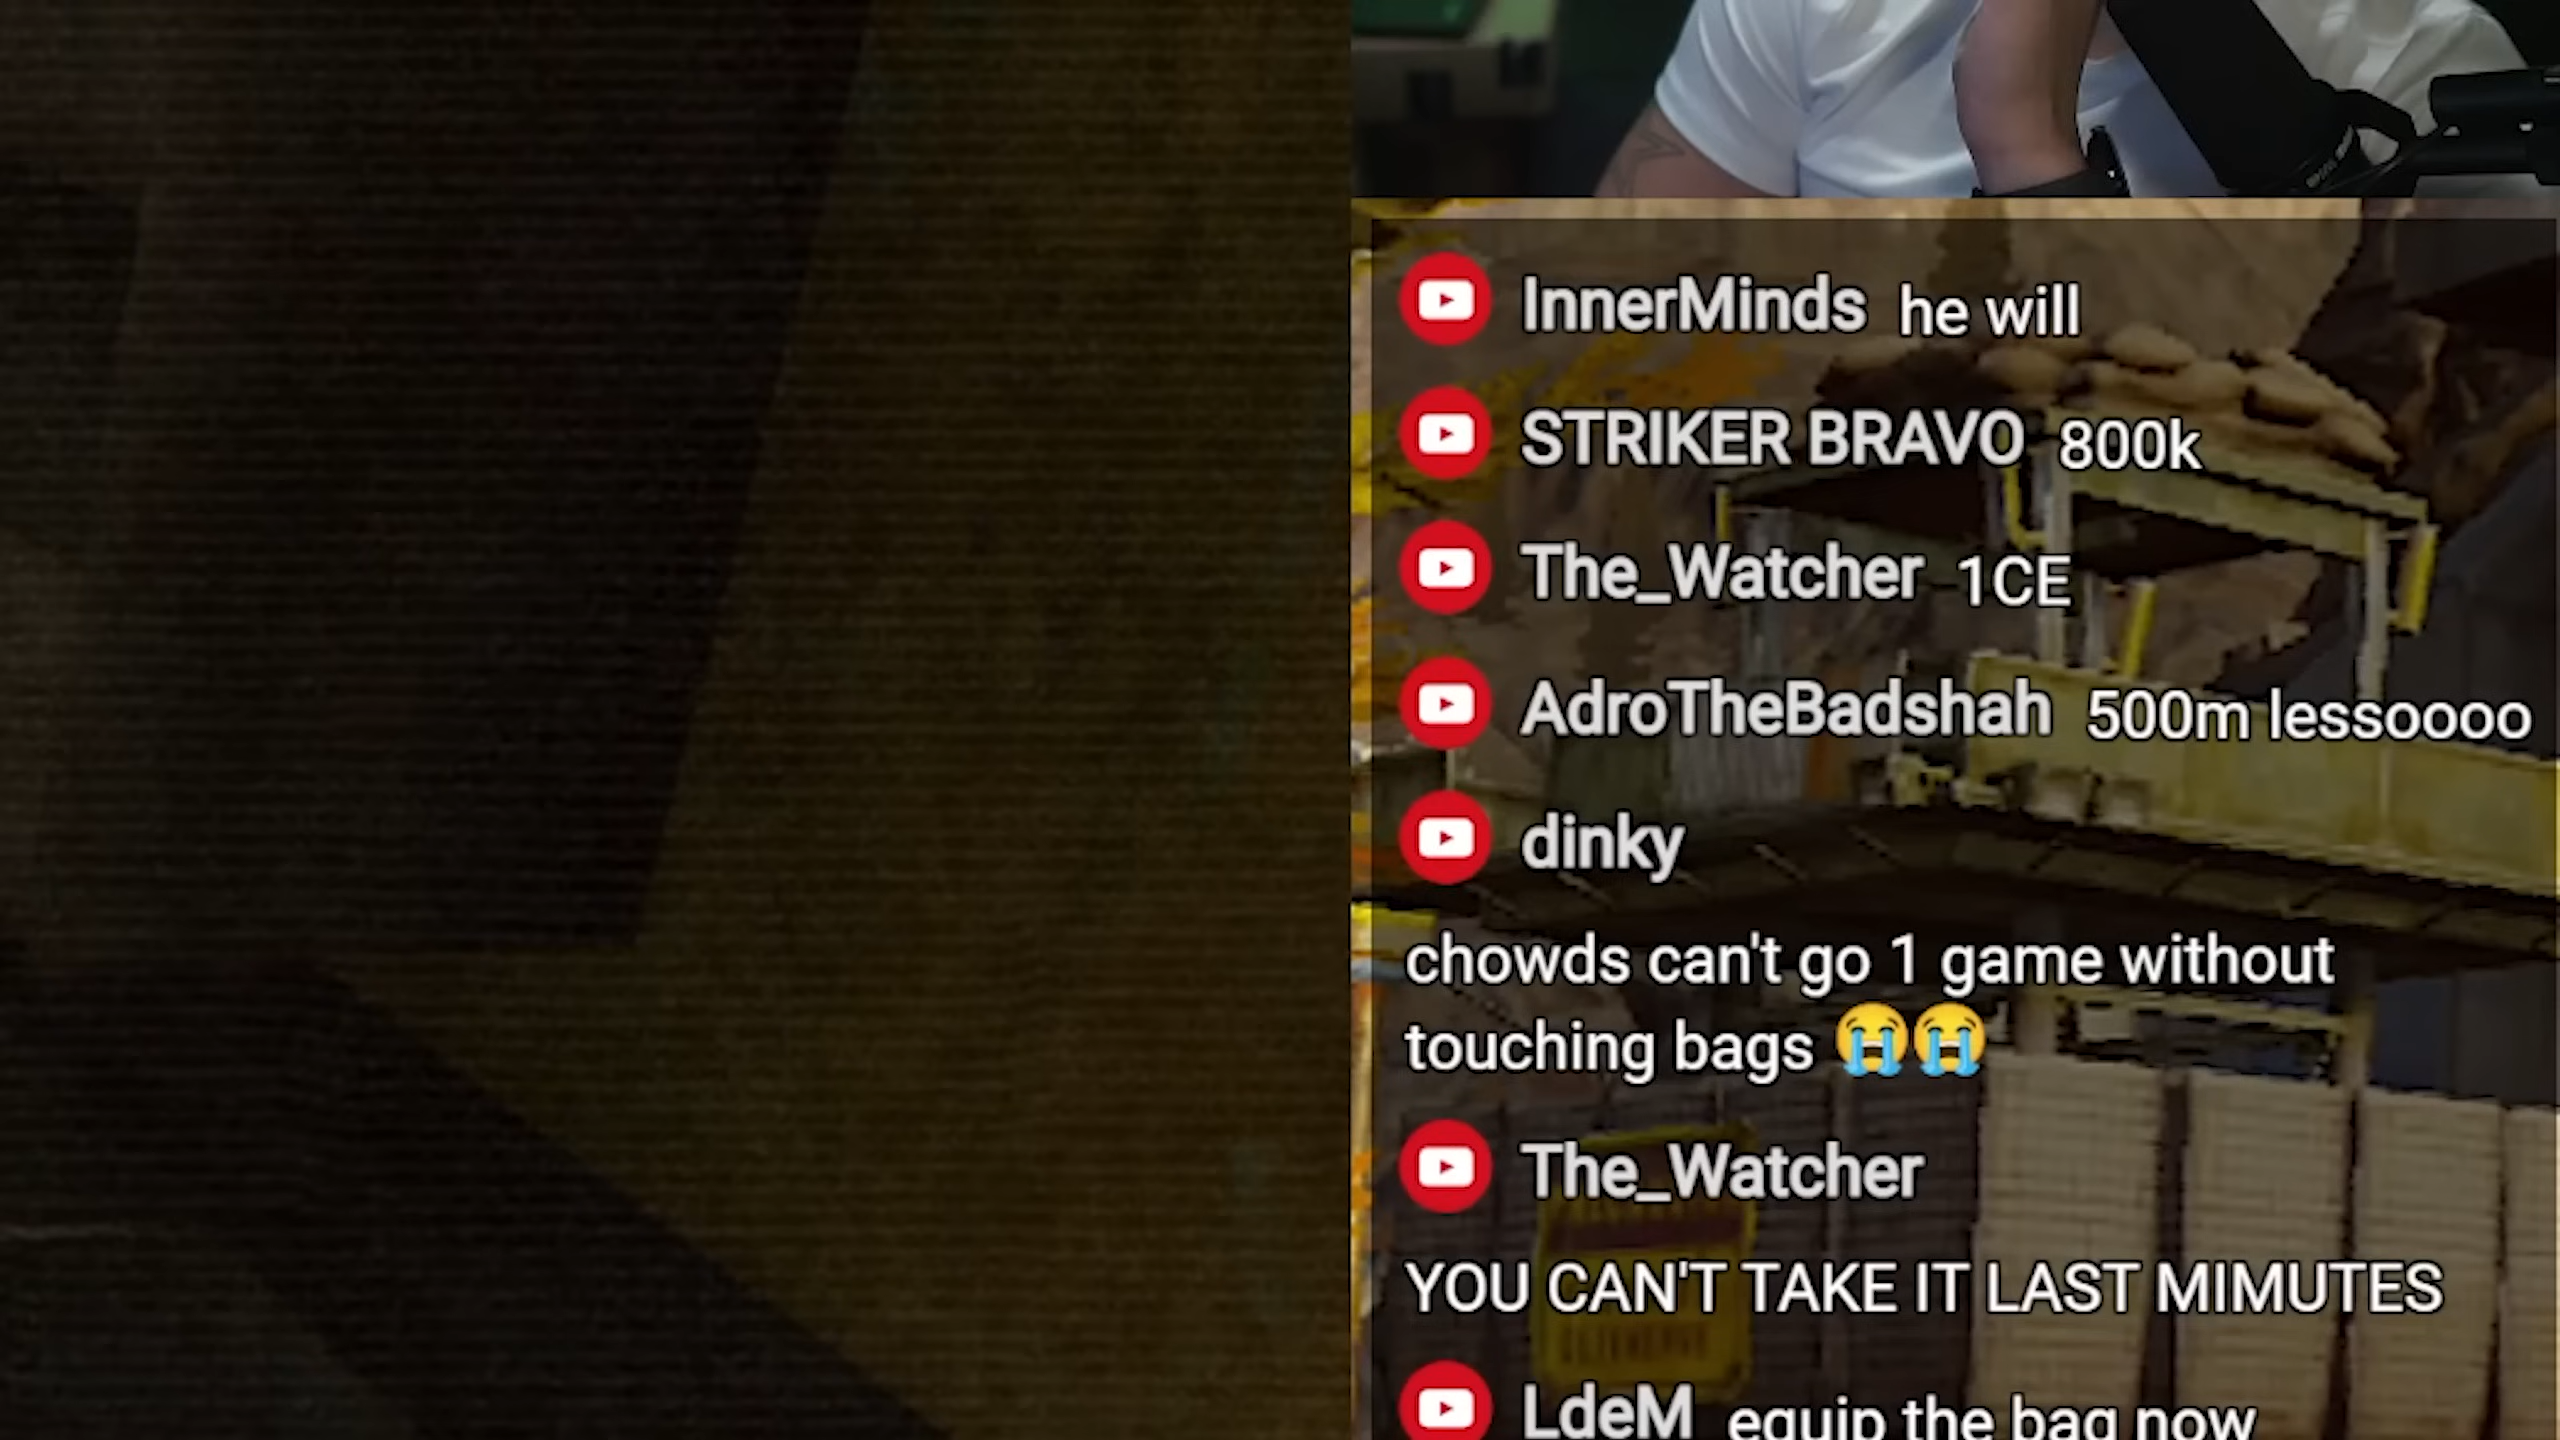 InnerMinds he will
STRIKER BRAVO 800k
The_Watcher 1CE
AdroTheBadshah 500m lessoooo
dinky
chowds can't go 1 game without
touching bags 😭😭
The_Watcher
YOU CAN'T TAKE IT LAST MIMUTES
LdeM equip the bag now